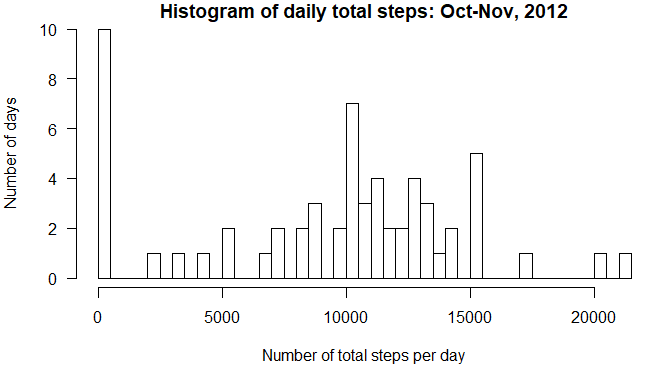 Histogram of daily total steps: Oct-Nov, 2012
Number of days
10
8
6
4
2
0
0 5000 10000 15000 20000
Number of total steps per day